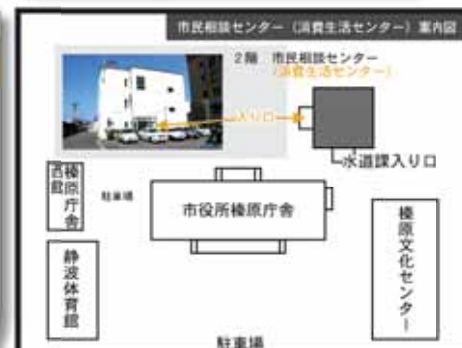 市民相談センター（消費生活センター）案内図
２階　市民相談センター
（消費生活センター）
入り口
水道課入り口
榛原庁舎
西館
駐車場
市役所榛原庁舎
静波体育館
榛原文化センター
駐車場